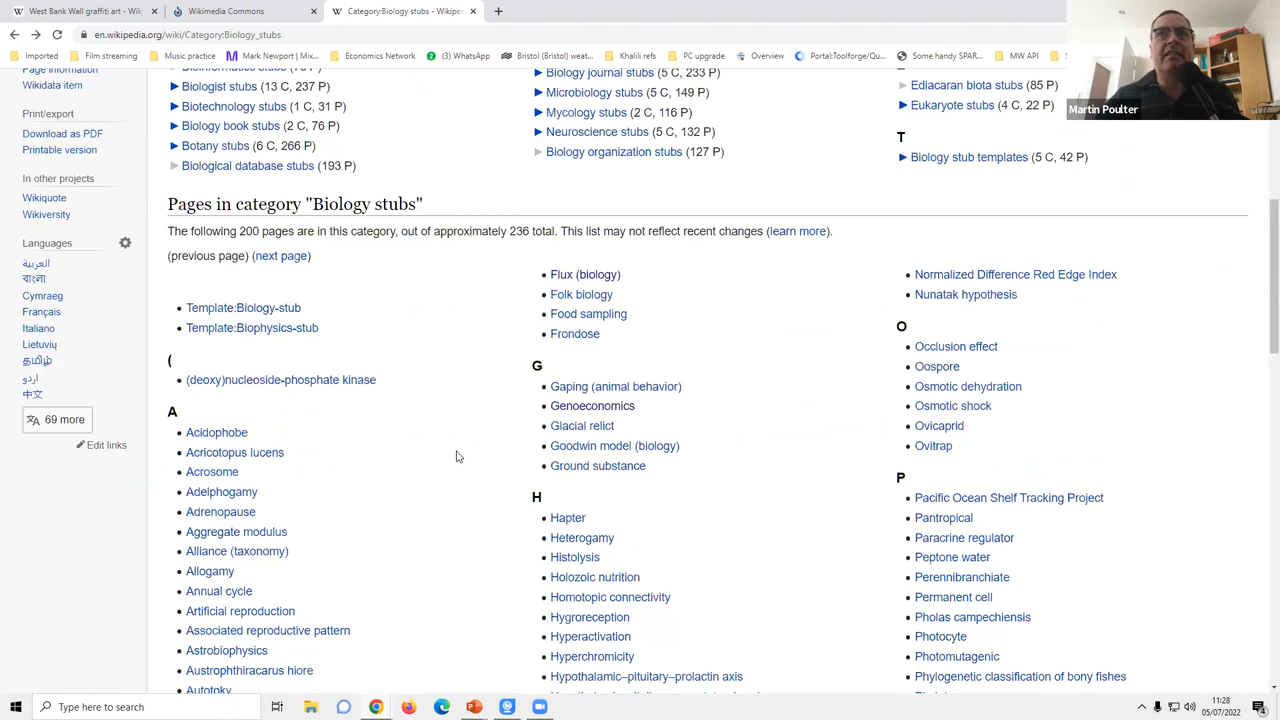 West Bank Wall graffiti art - Wiki
Wikimedia Commons
Category:Biology stubs - Wikipe
en.wikipedia.org/wiki/Category:Biology_stubs
Imported
Film streaming
Music practice
Mark Newport | Mix...
Economics Network
(2) WhatsApp
Bristol (Bristol) weat...
Khalili refs
PC upgrade
Overview
Portal:Toolforge/Qu...
Some handy SPAR...
MW API
Martin Poulter
Page information
Wikidata item
Print/export
Download as PDF
Printable version
In other projects
Wikiquote
Wikiversity
Languages
العربية
বাংলা
Cymraeg
Français
Italiano
Lietuvių
தமிழ்
اردو
中文
69 more
Edit links
Biologist stubs (13 C, 237 P)
Biotechnology stubs (1 C, 31 P)
Biology book stubs (2 C, 76 P)
Botany stubs (6 C, 266 P)
Biological database stubs (193 P)
Biology journal stubs (5 C, 233 P)
Microbiology stubs (5 C, 149 P)
Mycology stubs (2 C, 116 P)
Neuroscience stubs (5 C, 132 P)
Biology organization stubs (127 P)
Ediacaran biota stubs (85 P)
Eukaryote stubs (4 C, 22 P)
T
Biology stub templates (5 C, 42 P)
Pages in category "Biology stubs"
The following 200 pages are in this category, out of approximately 236 total. This list may not reflect recent changes (learn more).
(previous page) (next page)
Template:Biology-stub
Template:Biophysics-stub
(
(deoxy)nucleoside-phosphate kinase
A
Acidophobe
Acricotopus lucens
Acrosome
Adelphogamy
Adrenopause
Aggregate modulus
Alliance (taxonomy)
Allogamy
Annual cycle
Artificial reproduction
Associated reproductive pattern
Astrobiophysics
Austrophthiracarus hiore
Autotoky
Flux (biology)
Folk biology
Food sampling
Frondose
G
Gaping (animal behavior)
Genoeconomics
Glacial relict
Goodwin model (biology)
Ground substance
H
Hapter
Heterogamy
Histolysis
Holozoic nutrition
Homotopic connectivity
Hygroreception
Hyperactivation
Hyperchromicity
Hypothalamic–pituitary–prolactin axis
Normalized Difference Red Edge Index
Nunatak hypothesis
O
Occlusion effect
Oospore
Osmotic dehydration
Osmotic shock
Ovicaprid
Ovitrap
P
Pacific Ocean Shelf Tracking Project
Pantropical
Paracrine regulator
Peptone water
Perennibranchiate
Permanent cell
Pholas campechiensis
Photocyte
Photomutagenic
Phylogenetic classification of bony fishes
Type here to search
11:28
05/07/2022
4